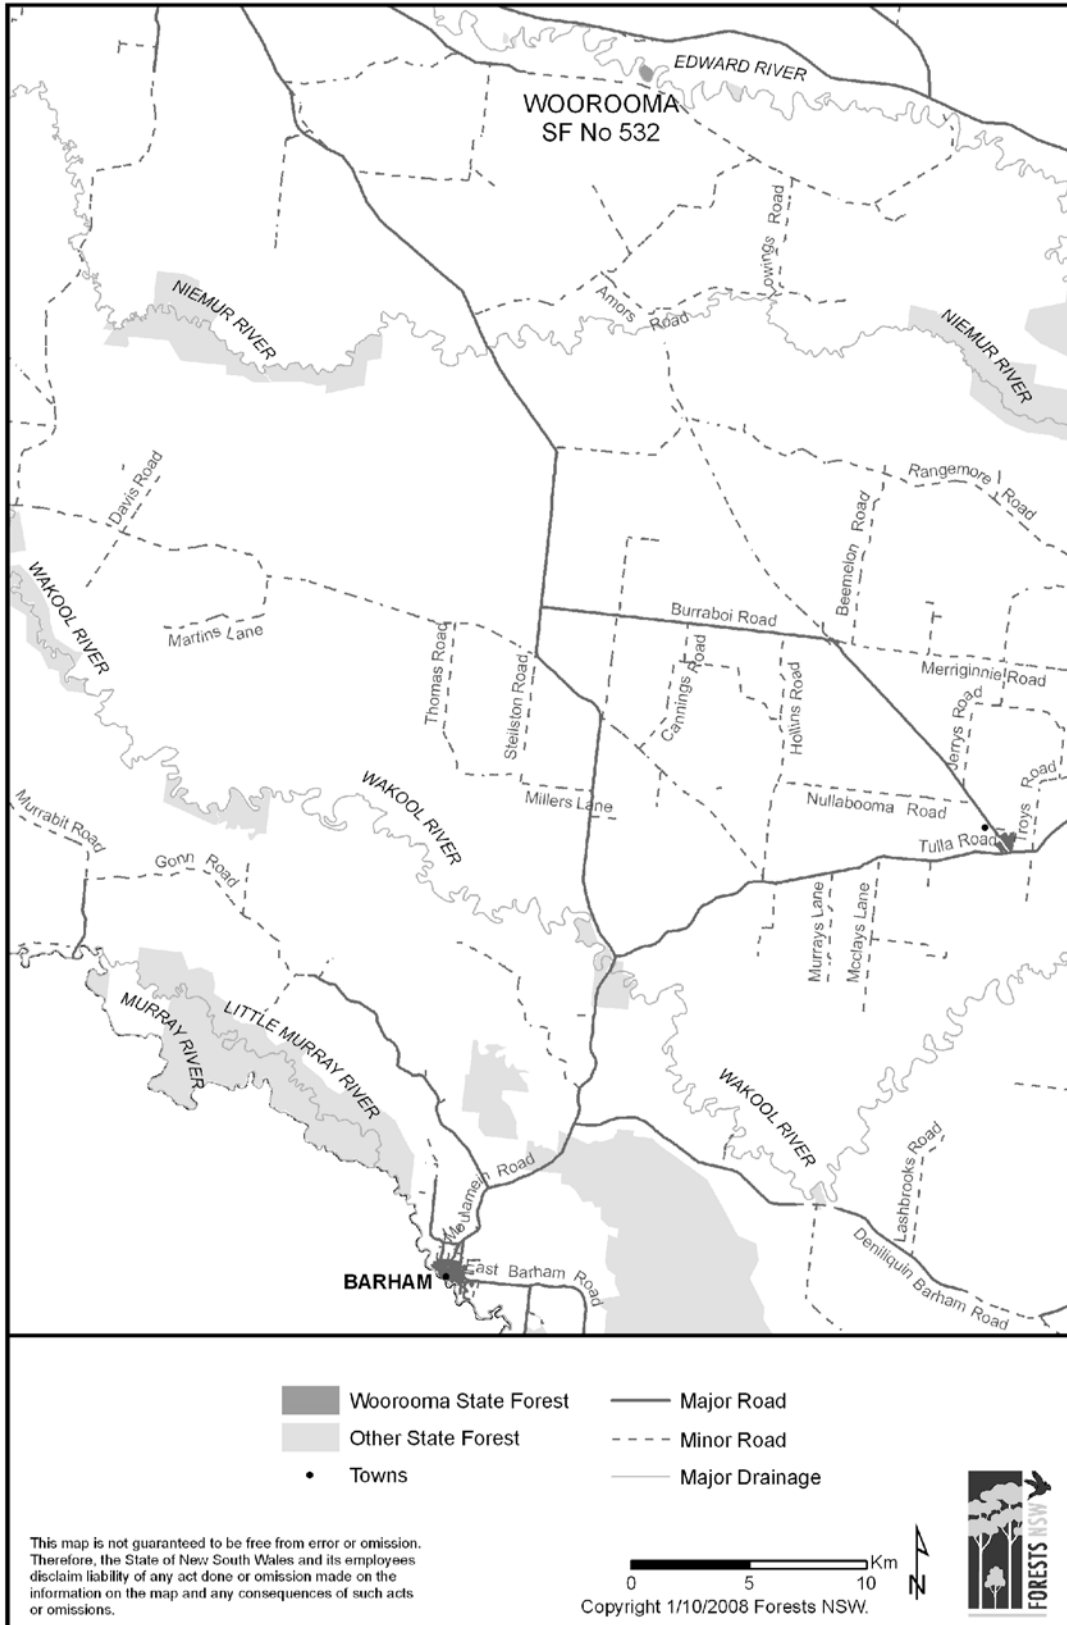 EDWARD RIVER
WOOROOMA
SF No 532
Lowings Road
NIEMUR RIVER
Amors Road
NIEMUR RIVER
Davis Road
Rangemore Road
Beemelon Road
WAKOOL RIVER
Burraboi Road
Martins Lane
Thomas Road
Steilston Road
Cannings Road
Hollins Road
Merriginnie Road
Jerrys Road
WAKOOL RIVER
Millers Lane
Nullabooma Road
Troys Road
Murrabit Road
Tulla Road
Gonn Road
Murrays Lane
Mcclays Lane
MURRAY RIVER
LITTLE MURRAY RIVER
WAKOOL RIVER
Lashbrooks Road
Moulamein Road
Deniliquin Barham Road
BARHAM
East Barham Road
Woorooma State Forest
Major Road
Other State Forest
Minor Road
Towns
Major Drainage
This map is not guaranteed to be free from error or omission.
Therefore, the State of New South Wales and its employees
disclaim liability of any act done or omission made on the
information on the map and any consequences of such acts
or omissions.
Km
0 5 10
N
Copyright 1/10/2008 Forests NSW.
FORESTS NSW